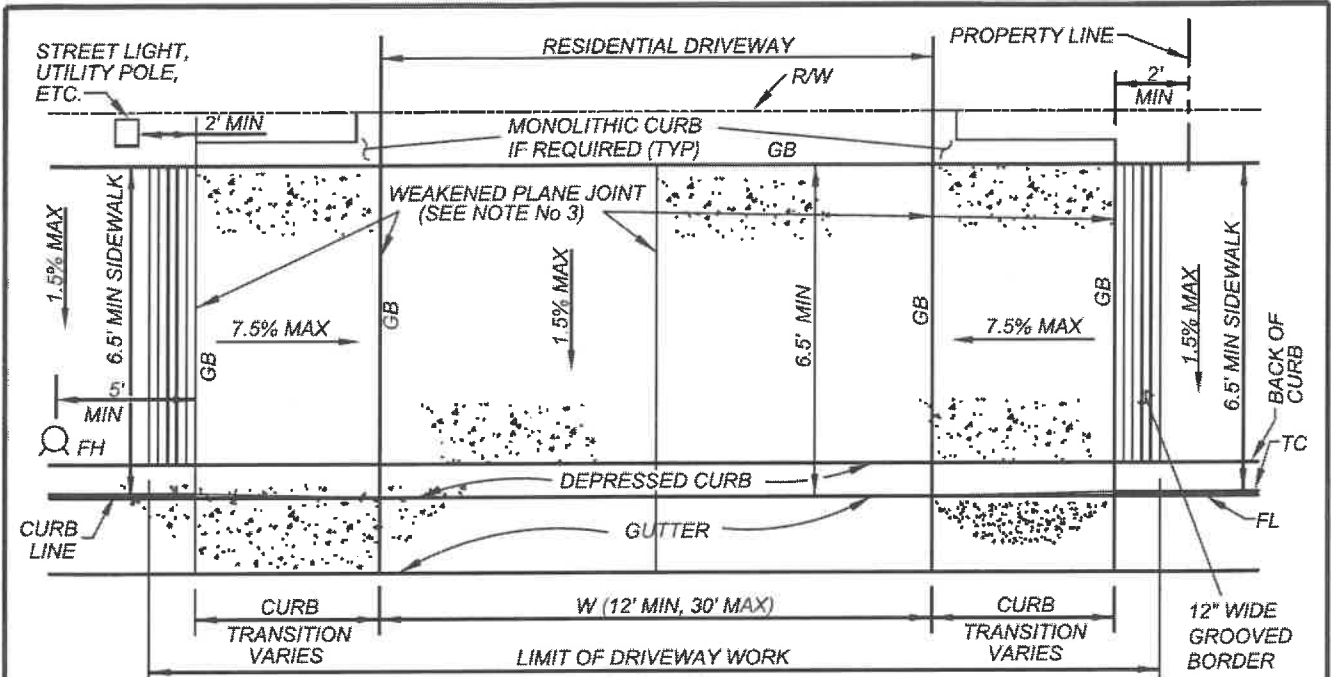 STREET LIGHT,
UTILITY POLE,
ETC.
RESIDENTIAL DRIVEWAY
PROPERTY LINE
R/W
2'
MIN
2' MIN
MONOLITHIC CURB
IF REQUIRED (TYP)
GB
WEAKENED PLANE JOINT
(SEE NOTE No 3)
1.5% MAX
6.5' MIN SIDEWALK
GB
7.5% MAX
GB
1.5% MAX
6.5' MIN
GB
7.5% MAX
GB
1.5% MAX
6.5' MIN SIDEWALK
BACK OF
CURB
TC
5'
MIN
FH
DEPRESSED CURB
CURB
LINE
GUTTER
FL
CURB
TRANSITION
VARIES
W (12' MIN, 30' MAX)
CURB
TRANSITION
VARIES
12" WIDE
GROOVED
BORDER
LIMIT OF DRIVEWAY WORK